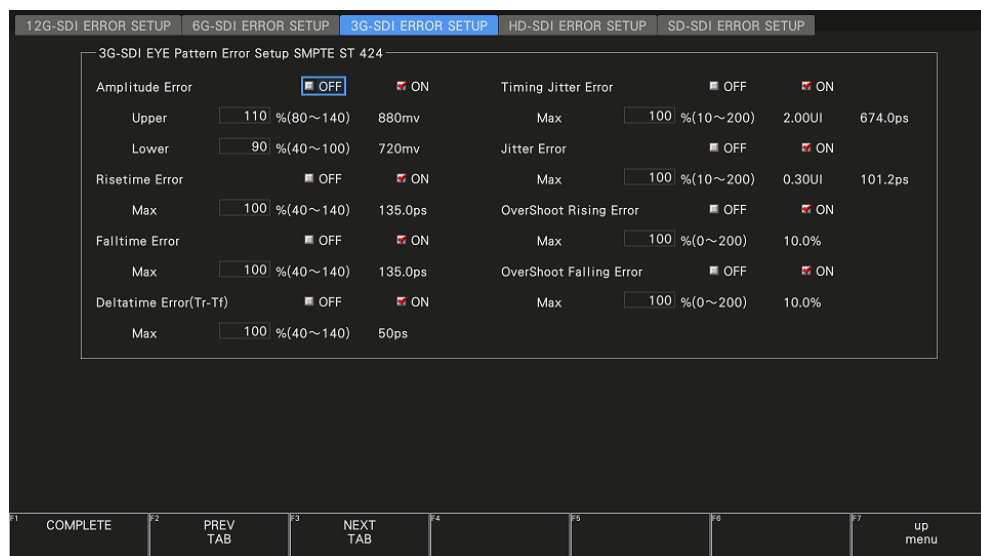 12G-SDI ERROR SETUP 6G-SDI ERROR SETUP 3G-SDI ERROR SETUP HD-SDI ERROR SETUP SD-SDI ERROR SETUP
3G-SDI EYE Pattern Error Setup SMPTE ST 424
Amplitude Error OFF ON
Upper 110 %(80～140) 880mv
Lower 90 %(40～100) 720mv
Risetime Error OFF ON
Max 100 %(40～140) 135.0ps
Falltime Error OFF ON
Max 100 %(40～140) 135.0ps
Deltatime Error(Tr-Tf) OFF ON
Max 100 %(40～140) 50ps
Timing Jitter Error OFF ON
Max 100 %(10～200) 2.00UI 674.0ps
Jitter Error OFF ON
Max 100 %(10～200) 0.30UI 101.2ps
OverShoot Rising Error OFF ON
Max 100 %(0～200) 10.0%
OverShoot Falling Error OFF ON
Max 100 %(0～200) 10.0%
F1 COMPLETE
F2 PREV
TAB
F3 NEXT
TAB
F4
F5
F6
F7 up
menu